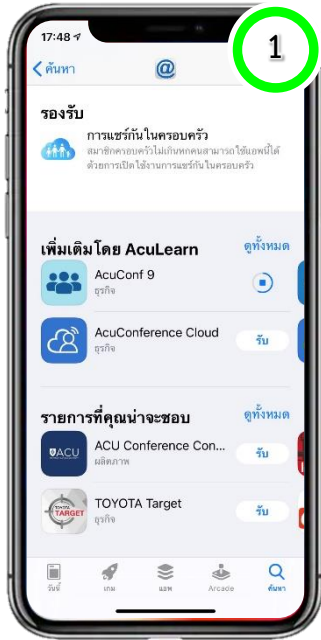 17:48
1
ค้นหา
@
รองรับ
การแชร์กันในครอบครัว
สมาชิกครอบครัวไม่เกินหกคนสามารถใช้แอพนี้ได้
ด้วยการเปิดใช้งานการแชร์กันในครอบครัว
เพิ่มเติมโดย AcuLearn
ดูทั้งหมด
AcuConf 9
ธุรกิจ
AcuConference Cloud
ธุรกิจ
รับ
รายการที่คุณน่าจะชอบ
ดูทั้งหมด
ACU
ACU Conference Con...
ผลิตภาพ
รับ
TOYOTA
TARGET
TOYOTA Target
ธุรกิจ
รับ
วันนี้
เกม
แอพ
Arcade
ค้นหา